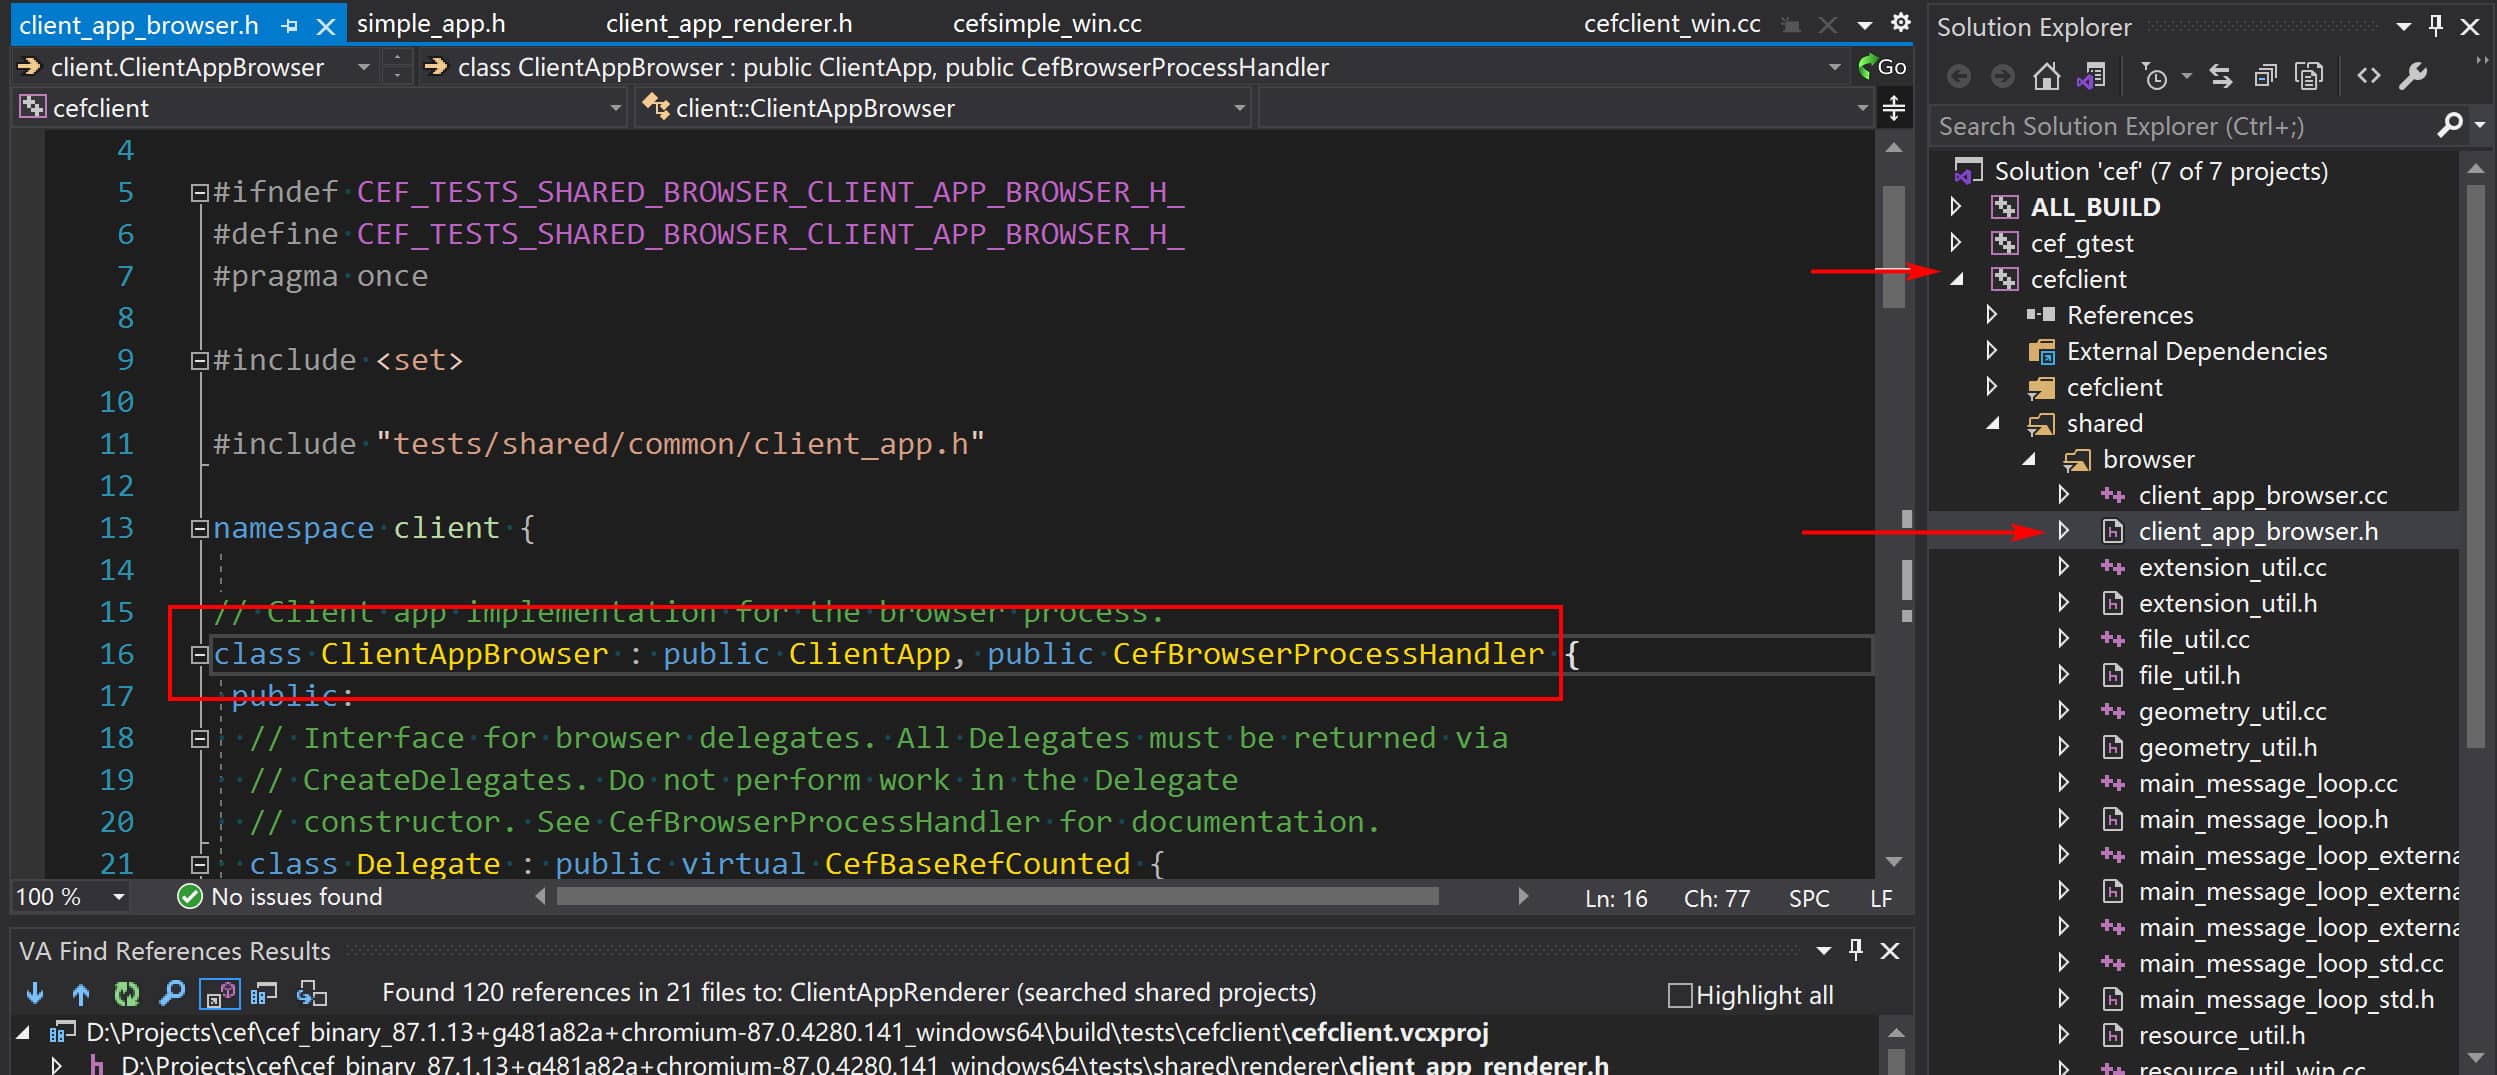 client_app_browser.h
simple_app.h
client_app_renderer.h
cefsimple_win.cc
cefclient_win.cc
client.ClientAppBrowser
class ClientAppBrowser : public ClientApp, public CefBrowserProcessHandler
Go
cefclient
client::ClientAppBrowser
4
5 #ifndef CEF_TESTS_SHARED_BROWSER_CLIENT_APP_BROWSER_H_
6 #define CEF_TESTS_SHARED_BROWSER_CLIENT_APP_BROWSER_H_
7 #pragma once
8
9 #include <set>
10
11 #include "tests/shared/common/client_app.h"
12
13 namespace client {
14
15 // Client app implementation for the browser process.
16 class ClientAppBrowser : public ClientApp, public CefBrowserProcessHandler {
17 public:
18 // Interface for browser delegates. All Delegates must be returned via
19 // CreateDelegates. Do not perform work in the Delegate
20 // constructor. See CefBrowserProcessHandler for documentation.
21 class Delegate : public virtual CefBaseRefCounted {
100 %
No issues found
Ln: 16
Ch: 77
SPC
LF
VA Find References Results
Found 120 references in 21 files to: ClientAppRenderer (searched shared projects)
Highlight all
D:\Projects\cef\cef_binary_87.1.13+g481a82a+chromium-87.0.4280.141_windows64\build\tests\cefclient\cefclient.vcxproj
D:\Projects\cef\cef_binary_87.1.13+g481a82a+chromium-87.0.4280.141_windows64\tests\shared\renderer\client_app_renderer.h
Solution Explorer
Search Solution Explorer (Ctrl+;)
Solution 'cef' (7 of 7 projects)
ALL_BUILD
cef_gtest
cefclient
References
External Dependencies
cefclient
shared
browser
client_app_browser.cc
client_app_browser.h
extension_util.cc
extension_util.h
file_util.cc
file_util.h
geometry_util.cc
geometry_util.h
main_message_loop.cc
main_message_loop.h
main_message_loop_externa
main_message_loop_externa
main_message_loop_externa
main_message_loop_std.cc
main_message_loop_std.h
resource_util.h
resource_util_win.cc